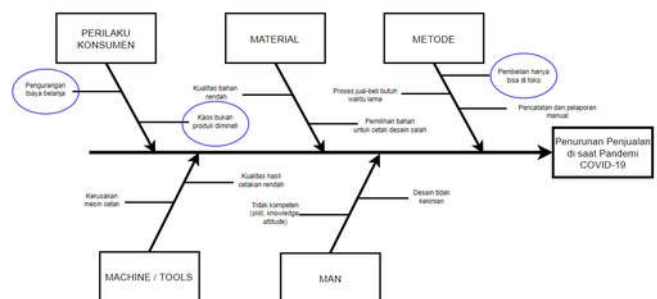 PERILAKU
KONSUMEN
MATERIAL
METODE
Pengurangan
biaya belanja
Kaos bukan
produk diminati
Kualitas bahan
rendah
Pemilihan bahan
untuk cetak desain salah
Proses jual-beli butuh
waktu lama
Pembelian hanya
bisa di toko
Pencatatan dan pelaporan
manual
Penurunan Penjualan
di saat Pandemi
COVID-19
Kerusakan
mesin cetak
Kualitas hasil
cetakan rendah
Tidak kompeten
(skill, knowledge
attitude)
Desain tidak
kekinian
MACHINE / TOOLS
MAN